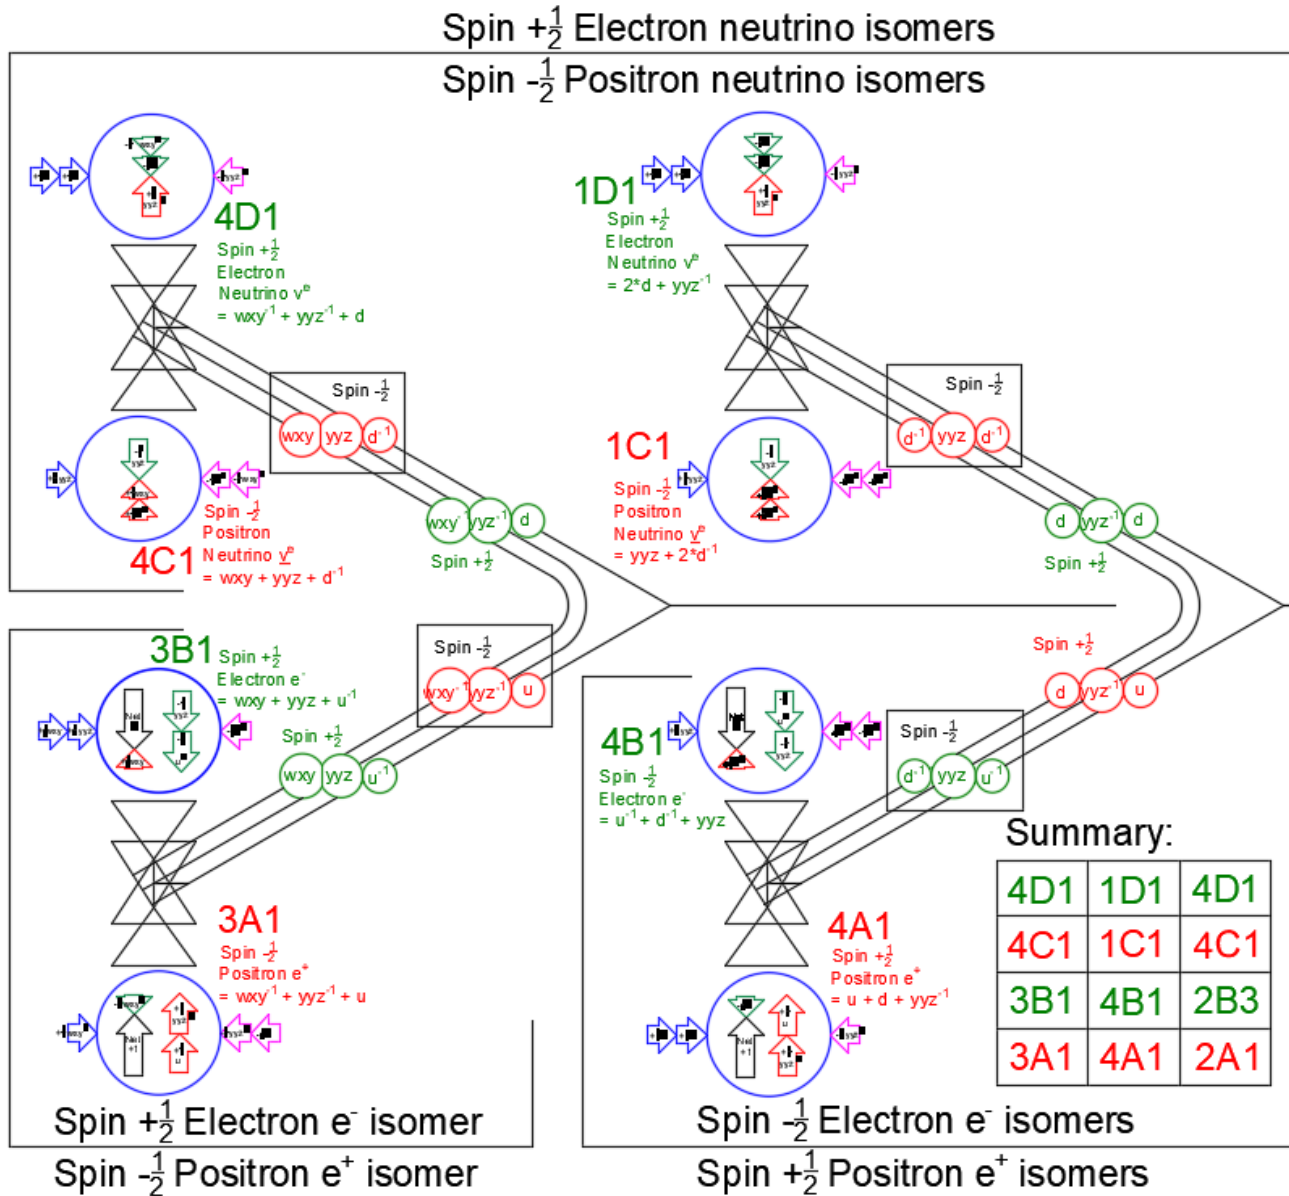 Spin +½ Electron neutrino isomers
Spin -½ Positron neutrino isomers
4D1
Spin +½
Electron
Neutrino vᵉ
= wxy⁻¹ + yyz⁻¹ + d
1D1
Spin +½
Electron
Neutrino vᵉ
= 2*d + yyz⁻¹
Spin -½
wxy yyz d⁻¹
Spin -½
d⁻¹ yyz d⁻¹
4C1
Spin -½
Positron
Neutrino vᵉ
= wxy + yyz + d⁻¹
wxy⁻¹ yyz⁻¹ d
Spin +½
1C1
Spin -½
Positron
Neutrino vᵉ
= yyz + 2*d⁻¹
d yyz⁻¹ d
Spin +½
3B1
Spin +½
Electron e⁻
= wxy + yyz + u⁻¹
Spin -½
wxy⁻¹ yyz⁻¹ u
Spin +½
wxy yyz u⁻¹
Spin +½
d yyz⁻¹ u
4B1
Spin -½
Electron e⁻
= u⁻¹ + d⁻¹ + yyz
Spin -½
d⁻¹ yyz u⁻¹
3A1
Spin -½
Positron e⁺
= wxy⁻¹ + yyz⁻¹ + u
4A1
Spin +½
Positron e⁺
= u + d + yyz⁻¹
Summary:
4D1 1D1 4D1
4C1 1C1 4C1
3B1 4B1 2B3
3A1 4A1 2A1
Spin +½ Electron e⁻ isomer
Spin -½ Positron e⁺ isomer
Spin -½ Electron e⁻ isomers
Spin +½ Positron e⁺ isomers